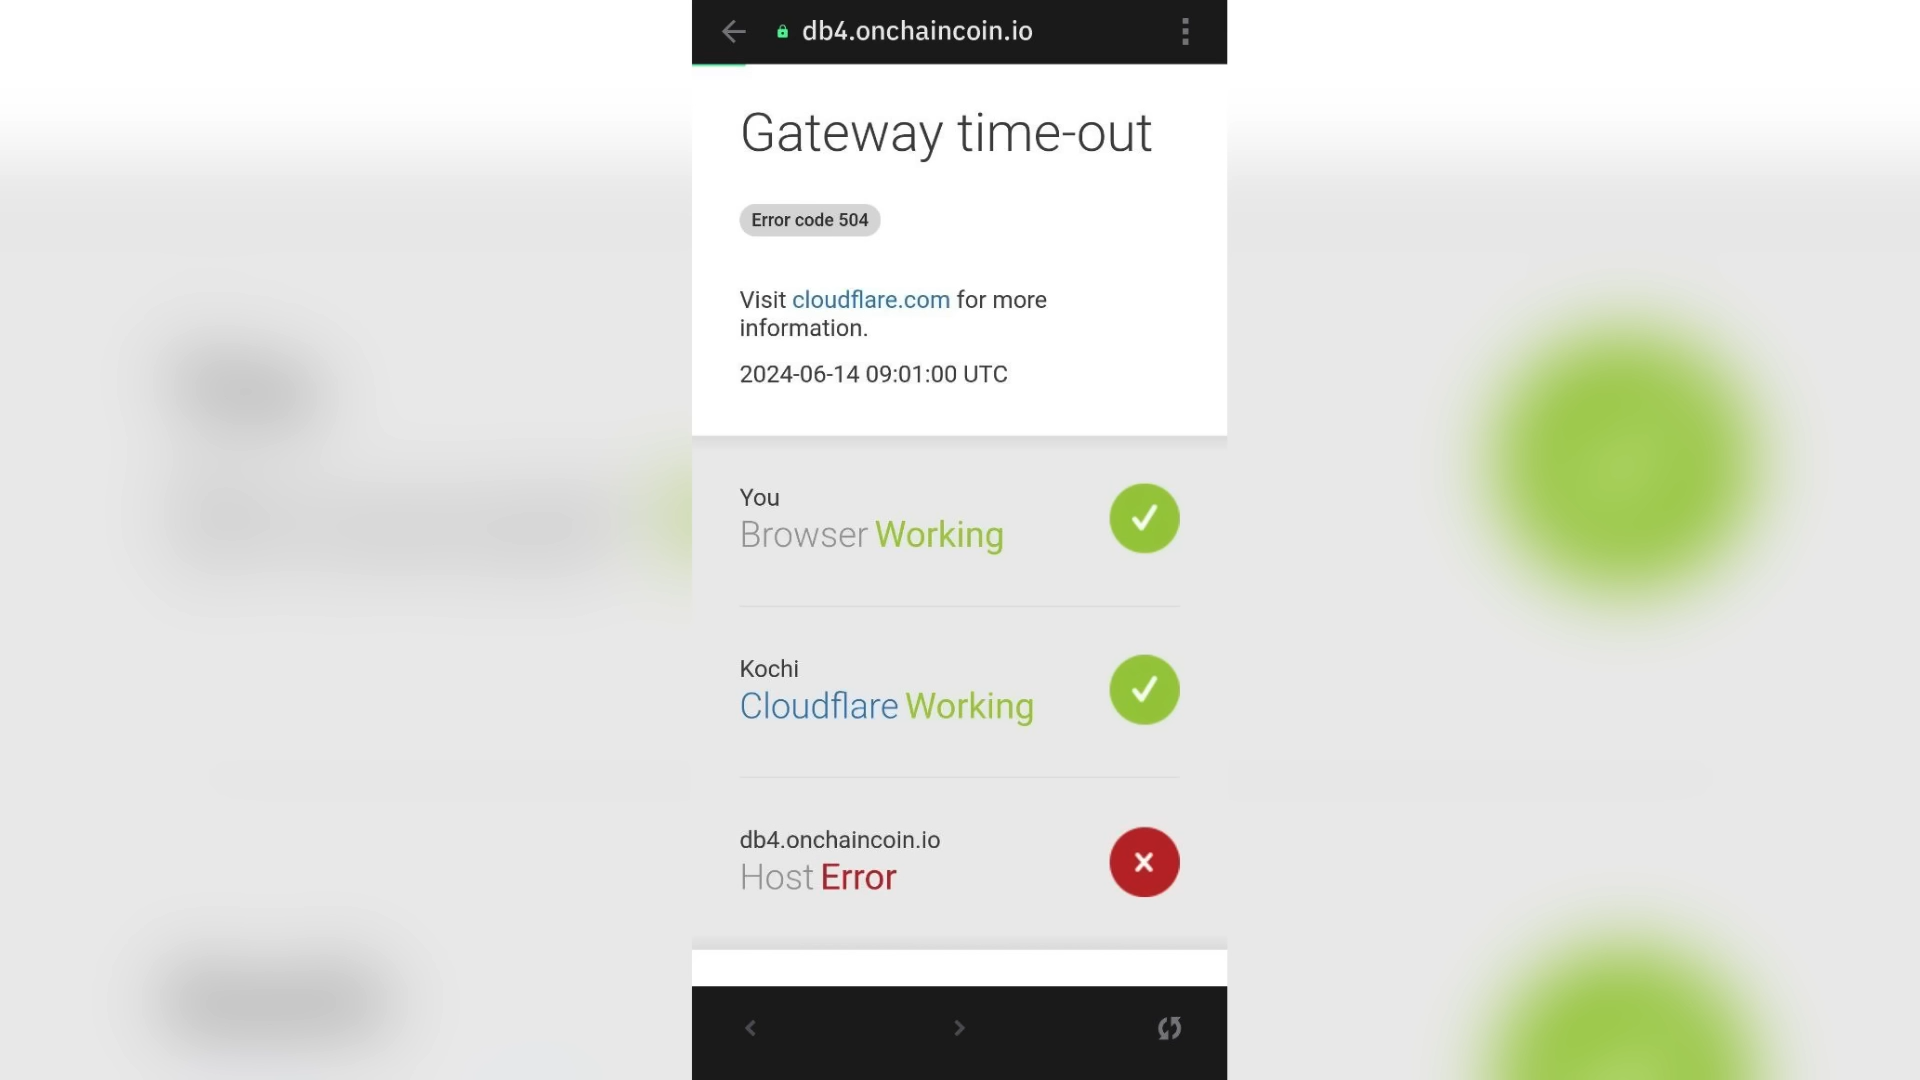 db4.onchaincoin.io
Gateway time-out
Error code 504
Visit cloudflare.com for more
information.
2024-06-14 09:01:00 UTC
You
Browser Working
Kochi
Cloudflare Working
db4.onchaincoin.io
Host Error